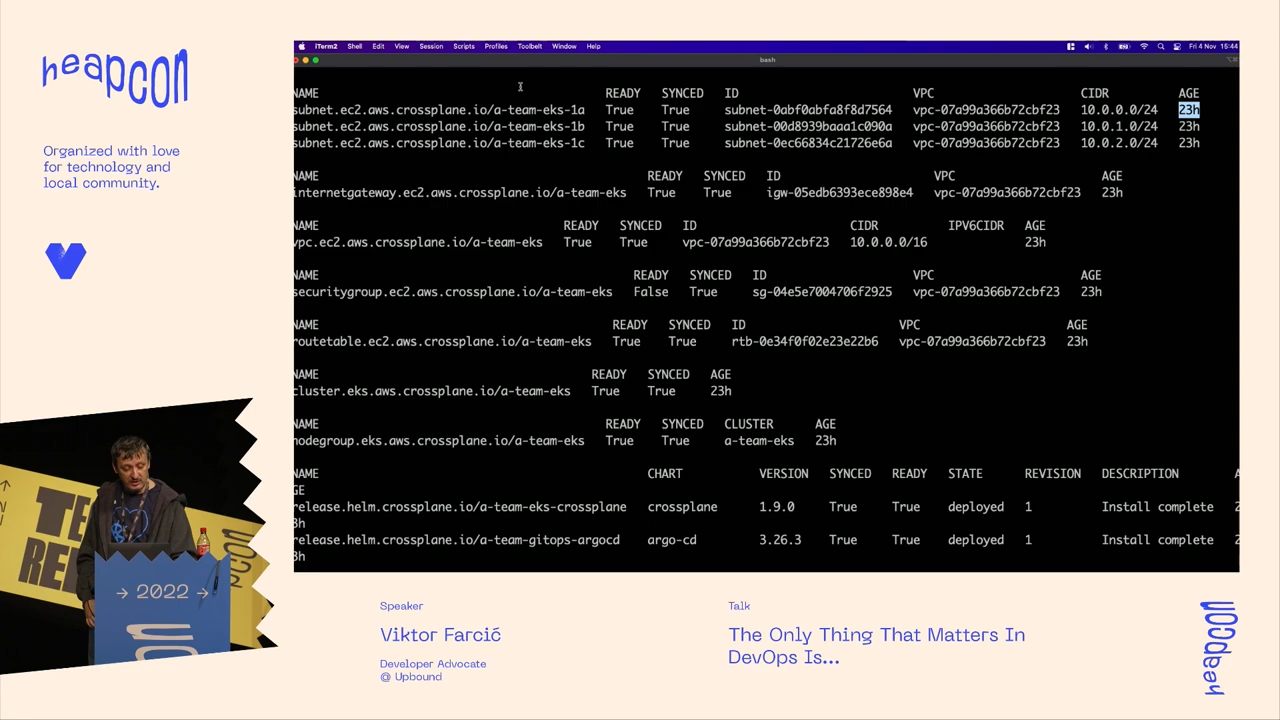 heapcon
Organized with love
for technology and
local community.
iTerm2 Shell Edit View Session Scripts Profiles Toolbelt Window Help Fri 4 Nov 15:44
bash
NAME READY SYNCED ID VPC CIDR AGE
subnet.ec2.aws.crossplane.io/a-team-eks-1a True True subnet-0abf0abfa8f8d7564 vpc-07a99a366b72cbf23 10.0.0.0/24 23h
subnet.ec2.aws.crossplane.io/a-team-eks-1b True True subnet-00d8939baaa1c090a vpc-07a99a366b72cbf23 10.0.1.0/24 23h
subnet.ec2.aws.crossplane.io/a-team-eks-1c True True subnet-0ec66834c21726e6a vpc-07a99a366b72cbf23 10.0.2.0/24 23h
NAME READY SYNCED ID VPC AGE
internetgateway.ec2.aws.crossplane.io/a-team-eks True True igw-05edb6393ece898e4 vpc-07a99a366b72cbf23 23h
NAME READY SYNCED ID CIDR IPV6CIDR AGE
vpc.ec2.aws.crossplane.io/a-team-eks True True vpc-07a99a366b72cbf23 10.0.0.0/16 23h
NAME READY SYNCED ID VPC AGE
securitygroup.ec2.aws.crossplane.io/a-team-eks False True sg-04e5e7004706f2925 vpc-07a99a366b72cbf23 23h
NAME READY SYNCED ID VPC AGE
routetable.ec2.aws.crossplane.io/a-team-eks True True rtb-0e34f0f02e23e22b6 vpc-07a99a366b72cbf23 23h
NAME READY SYNCED AGE
cluster.eks.aws.crossplane.io/a-team-eks True True 23h
NAME READY SYNCED CLUSTER AGE
nodegroup.eks.aws.crossplane.io/a-team-eks True True a-team-eks 23h
NAME CHART VERSION SYNCED READY STATE REVISION DESCRIPTION A
GE
release.helm.crossplane.io/a-team-eks-crossplane crossplane 1.9.0 True True deployed 1 Install complete 2
3h
release.helm.crossplane.io/a-team-gitops-argocd argo-cd 3.26.3 True True deployed 1 Install complete 2
3h
→ 2022 →
Speaker
Viktor Farcić
Developer Advocate
@ Upbound
Talk
The Only Thing That Matters In
DevOps Is...
heapcon